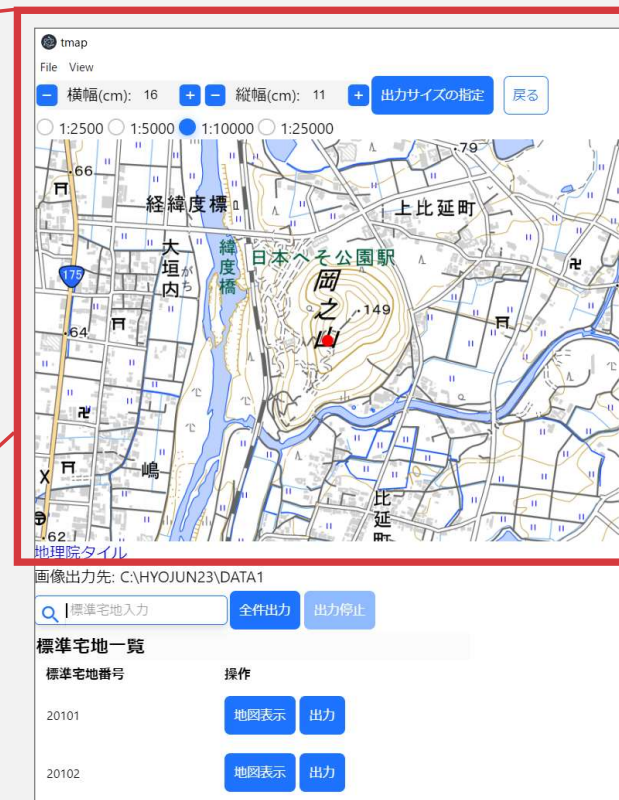 tmap
File View
− 横幅(cm): 16 + − 縦幅(cm): 11 + 出力サイズの指定 戻る
1:2500 1:5000 1:10000 1:25000
79
66
経緯度標
上比延町
大垣内
がち
緯度橋
日本へそ公園駅
岡之山
175
149
64
嶋
比延町
62
地理院タイル
画像出力先: C:\HYOJUN23\DATA1
標準宅地入力 全件出力 出力停止
標準宅地一覧
標準宅地番号 操作
20101 地図表示 出力
20102 地図表示 出力